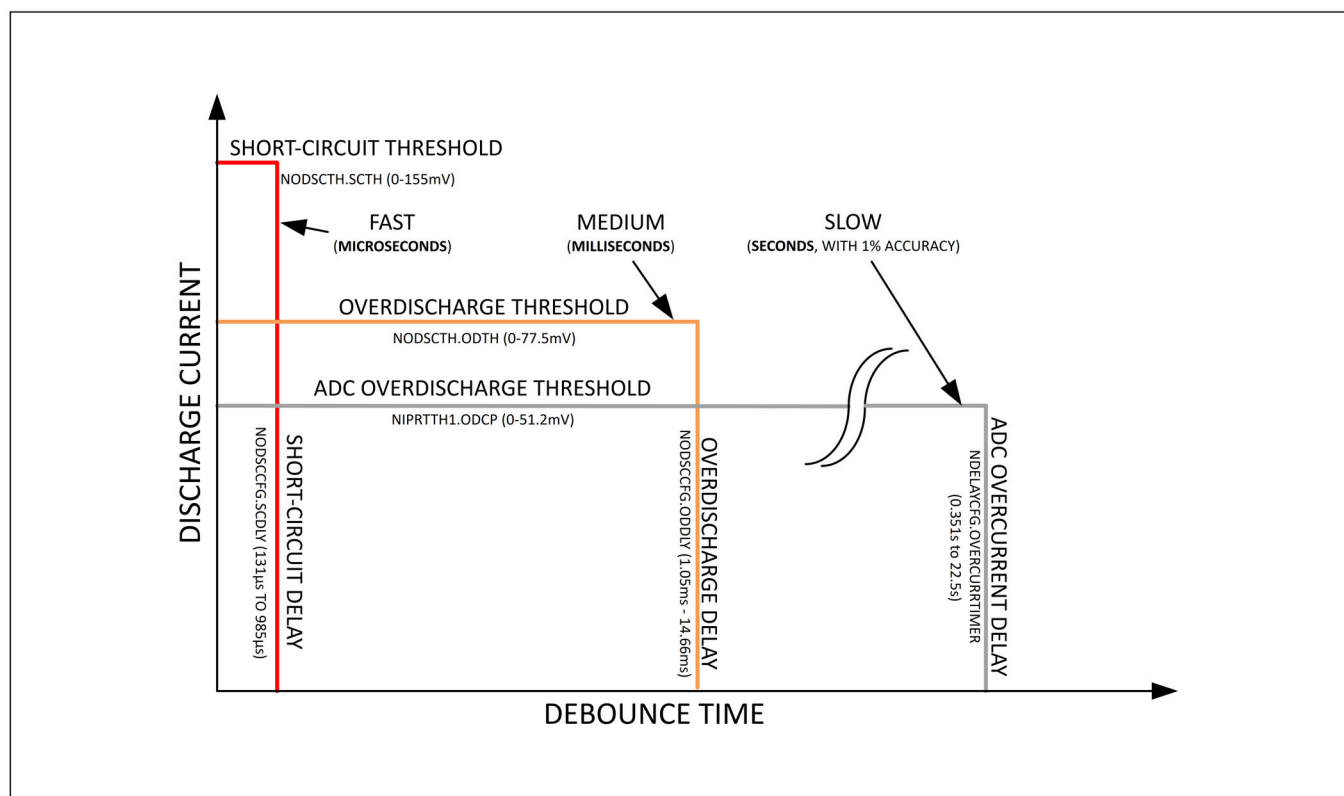 SHORT-CIRCUIT THRESHOLD
NODSCTH.SCTH (0-155mV)
FAST
(MICROSECONDS)
MEDIUM
(MILLISECONDS)
SLOW
(SECONDS, WITH 1% ACCURACY)
OVERDISCHARGE THRESHOLD
NODSCTH.ODTH (0-77.5mV)
ADC OVERDISCHARGE THRESHOLD
NIPRTTH1.ODCP (0-51.2mV)
DISCHARGE CURRENT
NODSCCFG.SCDLY (131µs TO 985µs)
SHORT-CIRCUIT DELAY
NODSCCFG.ODDLY (1.05ms - 14.66ms)
OVERDISCHARGE DELAY
ADC OVERCURRENT DELAY
NDELAYCFG.OVERCURRTIMER
(0.351s to 22.5s)
DEBOUNCE TIME